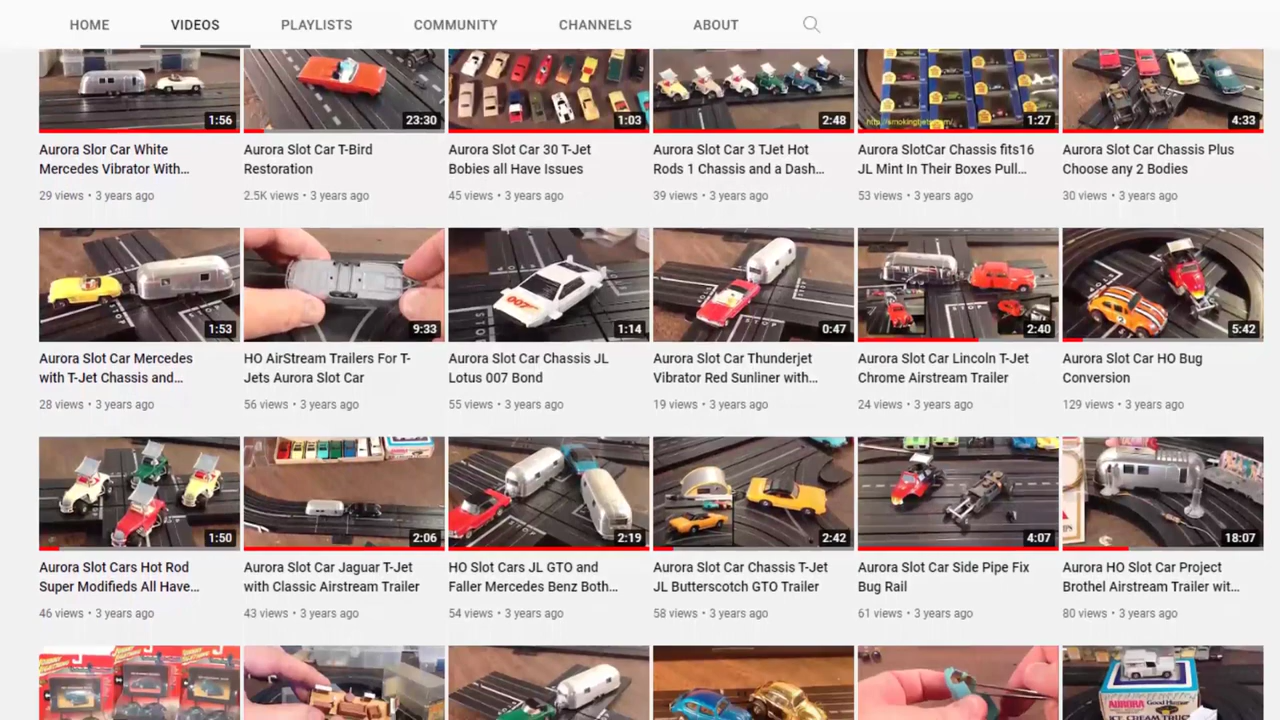 HOME VIDEOS PLAYLISTS COMMUNITY CHANNELS ABOUT
1:56 23:30 1:03 2:48 http://smokingtjets.com/ 1:27 4:33
Aurora Slor Car White Mercedes Vibrator With...
29 views • 3 years ago
Aurora Slot Car T-Bird Restoration
2.5K views • 3 years ago
Aurora Slot Car 30 T-Jet Bobies all Have Issues
45 views • 3 years ago
Aurora Slot Car 3 TJet Hot Rods 1 Chassis and a Dash...
39 views • 3 years ago
Aurora SlotCar Chassis fits16 JL Mint In Their Boxes Pull...
53 views • 3 years ago
Aurora Slot Car Chassis Plus Choose any 2 Bodies
30 views • 3 years ago
STOP 1:53 9:33 007 STOP 1:14 STOP 0:47 2:40 2 5:42
Aurora Slot Car Mercedes with T-Jet Chassis and...
28 views • 3 years ago
HO AirStream Trailers For T-Jets Aurora Slot Car
56 views • 3 years ago
Aurora Slot Car Chassis JL Lotus 007 Bond
55 views • 3 years ago
Aurora Slot Car Thunderjet Vibrator Red Sunliner with...
19 views • 3 years ago
Aurora Slot Car Lincoln T-Jet Chrome Airstream Trailer
24 views • 3 years ago
Aurora Slot Car HO Bug Conversion
129 views • 3 years ago
1:50 2:06 STOP 2:19 2:42 4:07 18:07
Aurora Slot Cars Hot Rod Super Modifieds All Have...
46 views • 3 years ago
Aurora Slot Car Jaguar T-Jet with Classic Airstream Trailer
43 views • 3 years ago
HO Slot Cars JL GTO and Faller Mercedes Benz Both...
54 views • 3 years ago
Aurora Slot Car Chassis T-Jet JL Butterscotch GTO Trailer
58 views • 3 years ago
Aurora Slot Car Side Pipe Fix Bug Rail
61 views • 3 years ago
Aurora HO Slot Car Project Brothel Airstream Trailer wit...
80 views • 3 years ago
AURORA Good Humor
ICE CREAM TRUCK